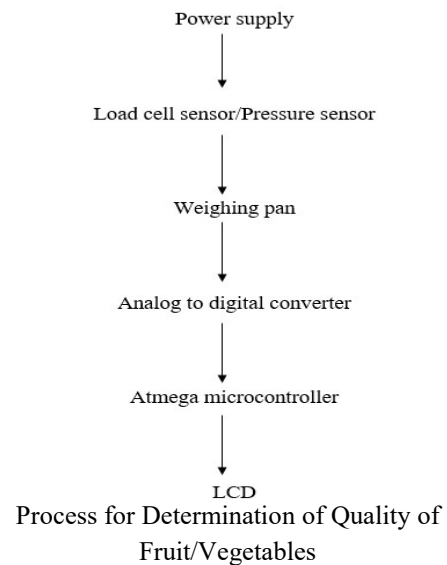 Power supply
Load cell sensor/Pressure sensor
Weighing pan
Analog to digital converter
Atmega microcontroller
LCD
Process for Determination of Quality of
Fruit/Vegetables